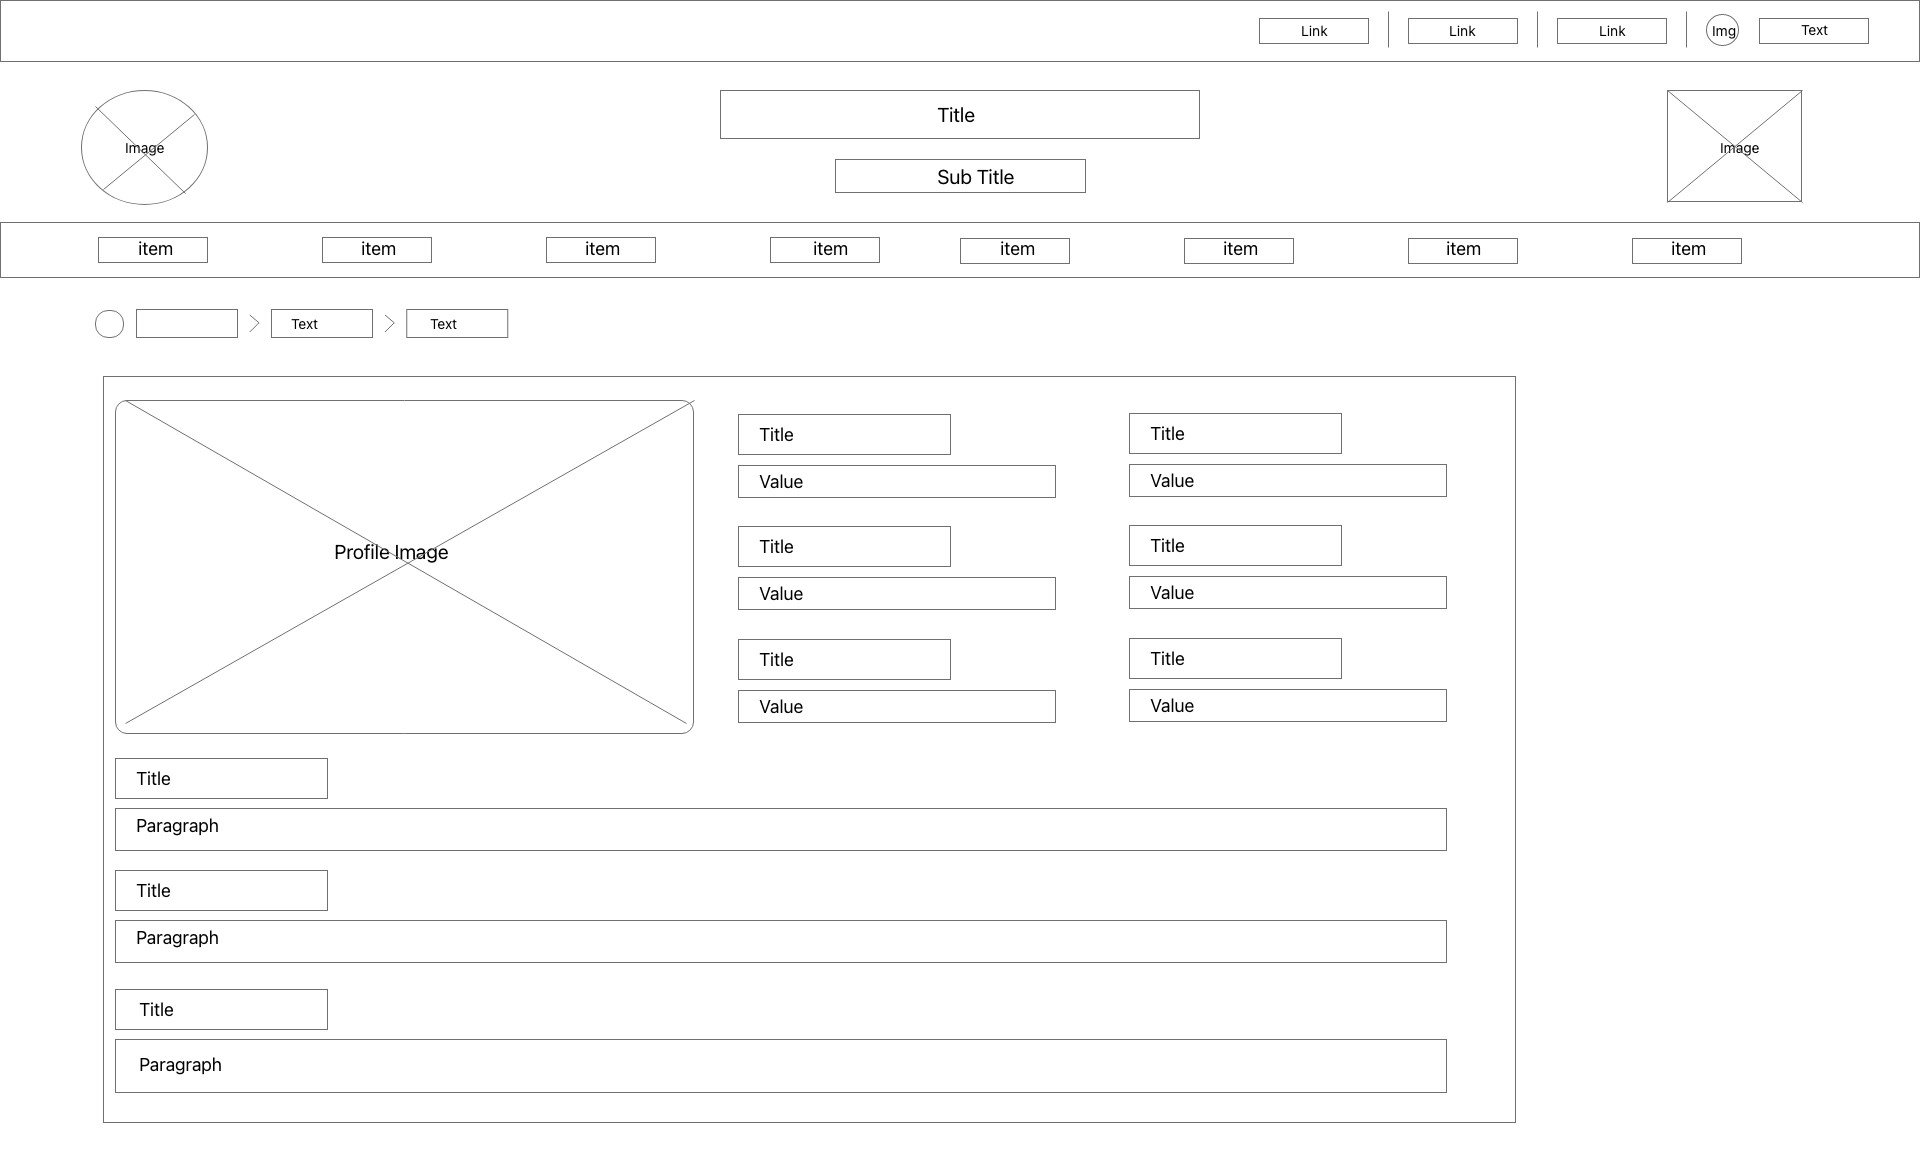 Link Link Link Img Text
Image Title Image
Sub Title
item item item item item item item item
Text Text
Profile Image
Title Title
Value Value
Title Title
Value Value
Title Title
Value Value
Title
Paragraph
Title
Paragraph
Title
Paragraph